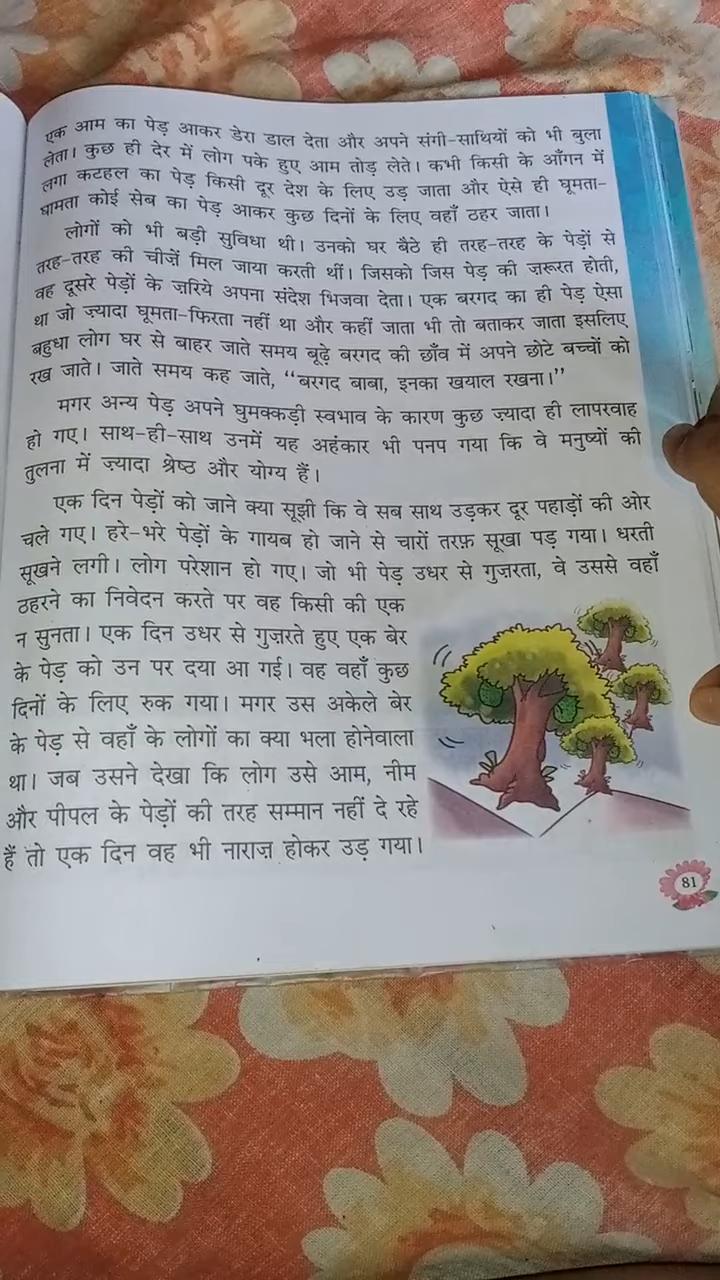 एक आम का पेड़ आकर डेरा डाल देता और अपने संगी-साथियों को भी बुला
लेता। कुछ ही देर में लोग पके हुए आम तोड़ लेते। कभी किसी के आँगन में
लगा कटहल का पेड़ किसी दूर देश के लिए उड़ जाता और ऐसे ही घूमता-
घामता कोई सेब का पेड़ आकर कुछ दिनों के लिए वहाँ ठहर जाता।
लोगों को भी बड़ी सुविधा थी। उनको घर बैठे ही तरह-तरह के पेड़ों से
तरह-तरह की चीज़ें मिल जाया करती थीं। जिसको जिस पेड़ की ज़रूरत होती,
वह दूसरे पेड़ों के ज़रिये अपना संदेश भिजवा देता। एक बरगद का ही पेड़ ऐसा
था जो ज़्यादा घूमता-फिरता नहीं था और कहीं जाता भी तो बताकर जाता इसलिए
बहुधा लोग घर से बाहर जाते समय बूढ़े बरगद की छाँव में अपने छोटे बच्चों को
रख जाते। जाते समय कह जाते, “बरगद बाबा, इनका खयाल रखना।”
मगर अन्य पेड़ अपने घुमक्कड़ी स्वभाव के कारण कुछ ज़्यादा ही लापरवाह
हो गए। साथ-ही-साथ उनमें यह अहंकार भी पनप गया कि वे मनुष्यों की
तुलना में ज़्यादा श्रेष्ठ और योग्य हैं।
एक दिन पेड़ों को जाने क्या सूझी कि वे सब साथ उड़कर दूर पहाड़ों की ओर
चले गए। हरे-भरे पेड़ों के गायब हो जाने से चारों तरफ़ सूखा पड़ गया। धरती
सूखने लगी। लोग परेशान हो गए। जो भी पेड़ उधर से गुज़रता, वे उससे वहाँ
ठहरने का निवेदन करते पर वह किसी की एक
न सुनता। एक दिन उधर से गुज़रते हुए एक बेर
के पेड़ को उन पर दया आ गई। वह वहाँ कुछ
दिनों के लिए रुक गया। मगर उस अकेले बेर
के पेड़ से वहाँ के लोगों का क्या भला होनेवाला
था। जब उसने देखा कि लोग उसे आम, नीम
और पीपल के पेड़ों की तरह सम्मान नहीं दे रहे
हैं तो एक दिन वह भी नाराज़ होकर उड़ गया।
81